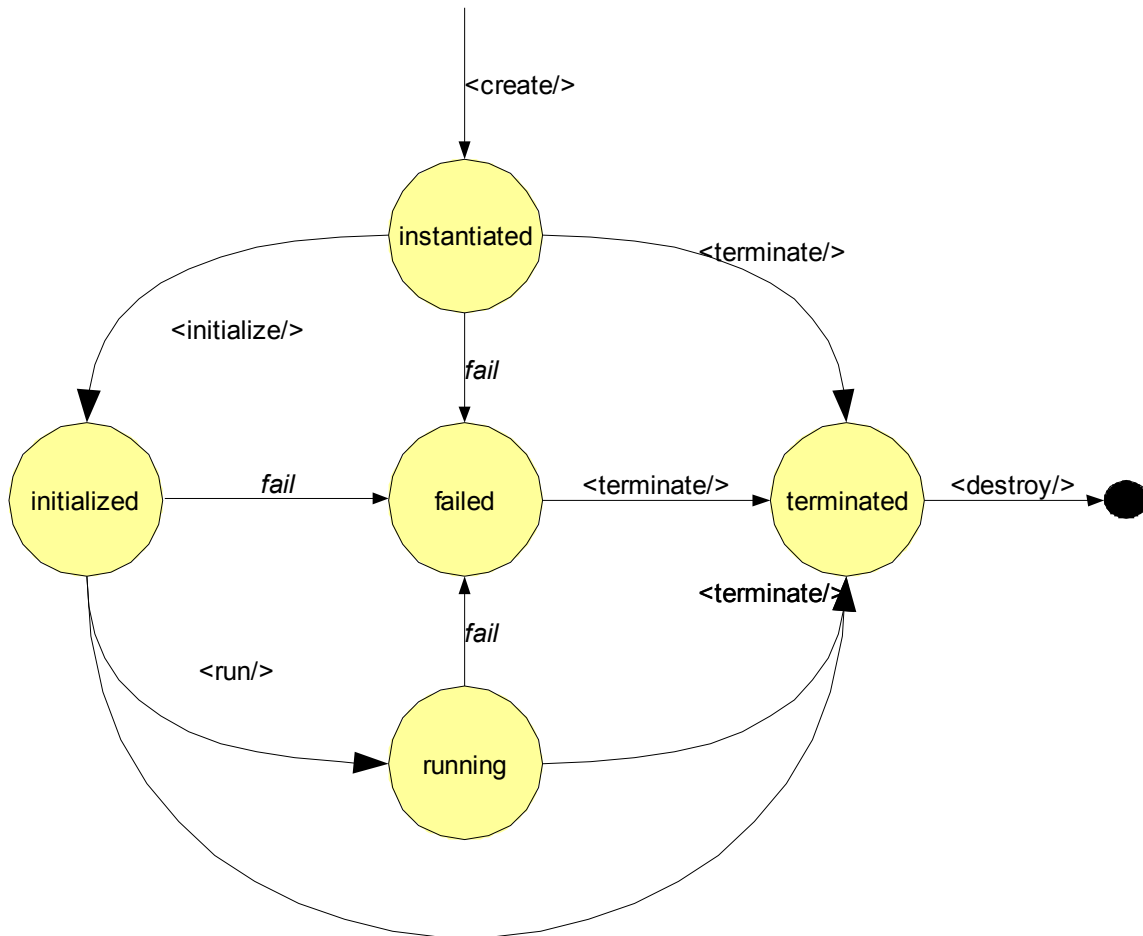 <create/>
instantiated
<terminate/>
<initialize/>
fail
initialized
fail
failed
<terminate/>
terminated
<destroy/>
<terminate/>
fail
<run/>
running